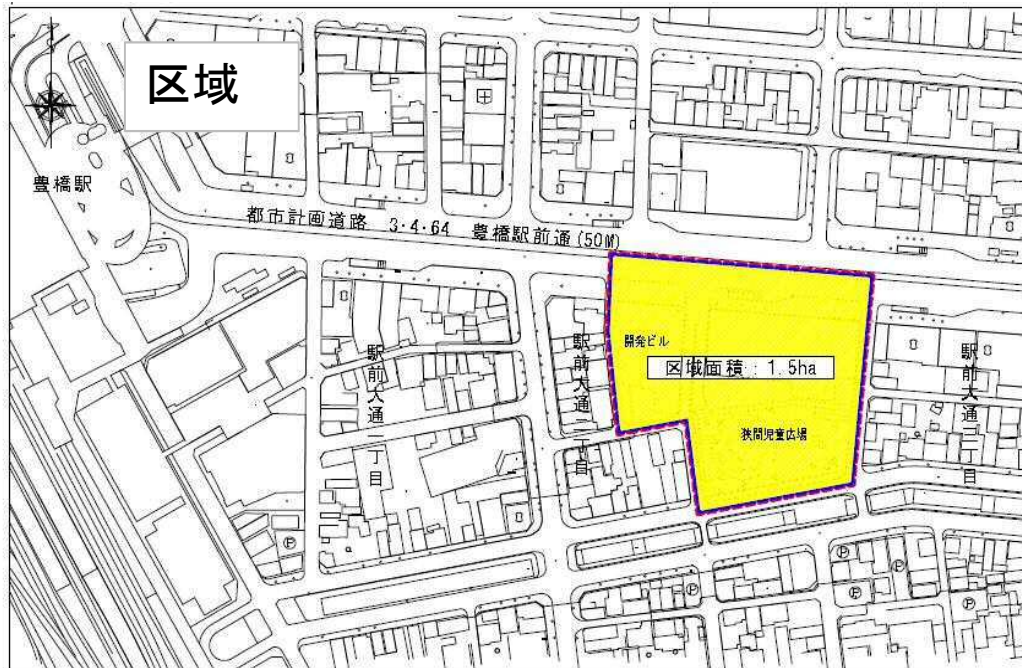 区域
豊橋駅
都市計画道路 3・4・64 豊橋駅前通(50M)
開発ビル
区域面積：1.5ha
狭間児童広場
駅前大通一丁目
駅前大通二丁目
駅前大通三丁目
P
P
P
P
P
P